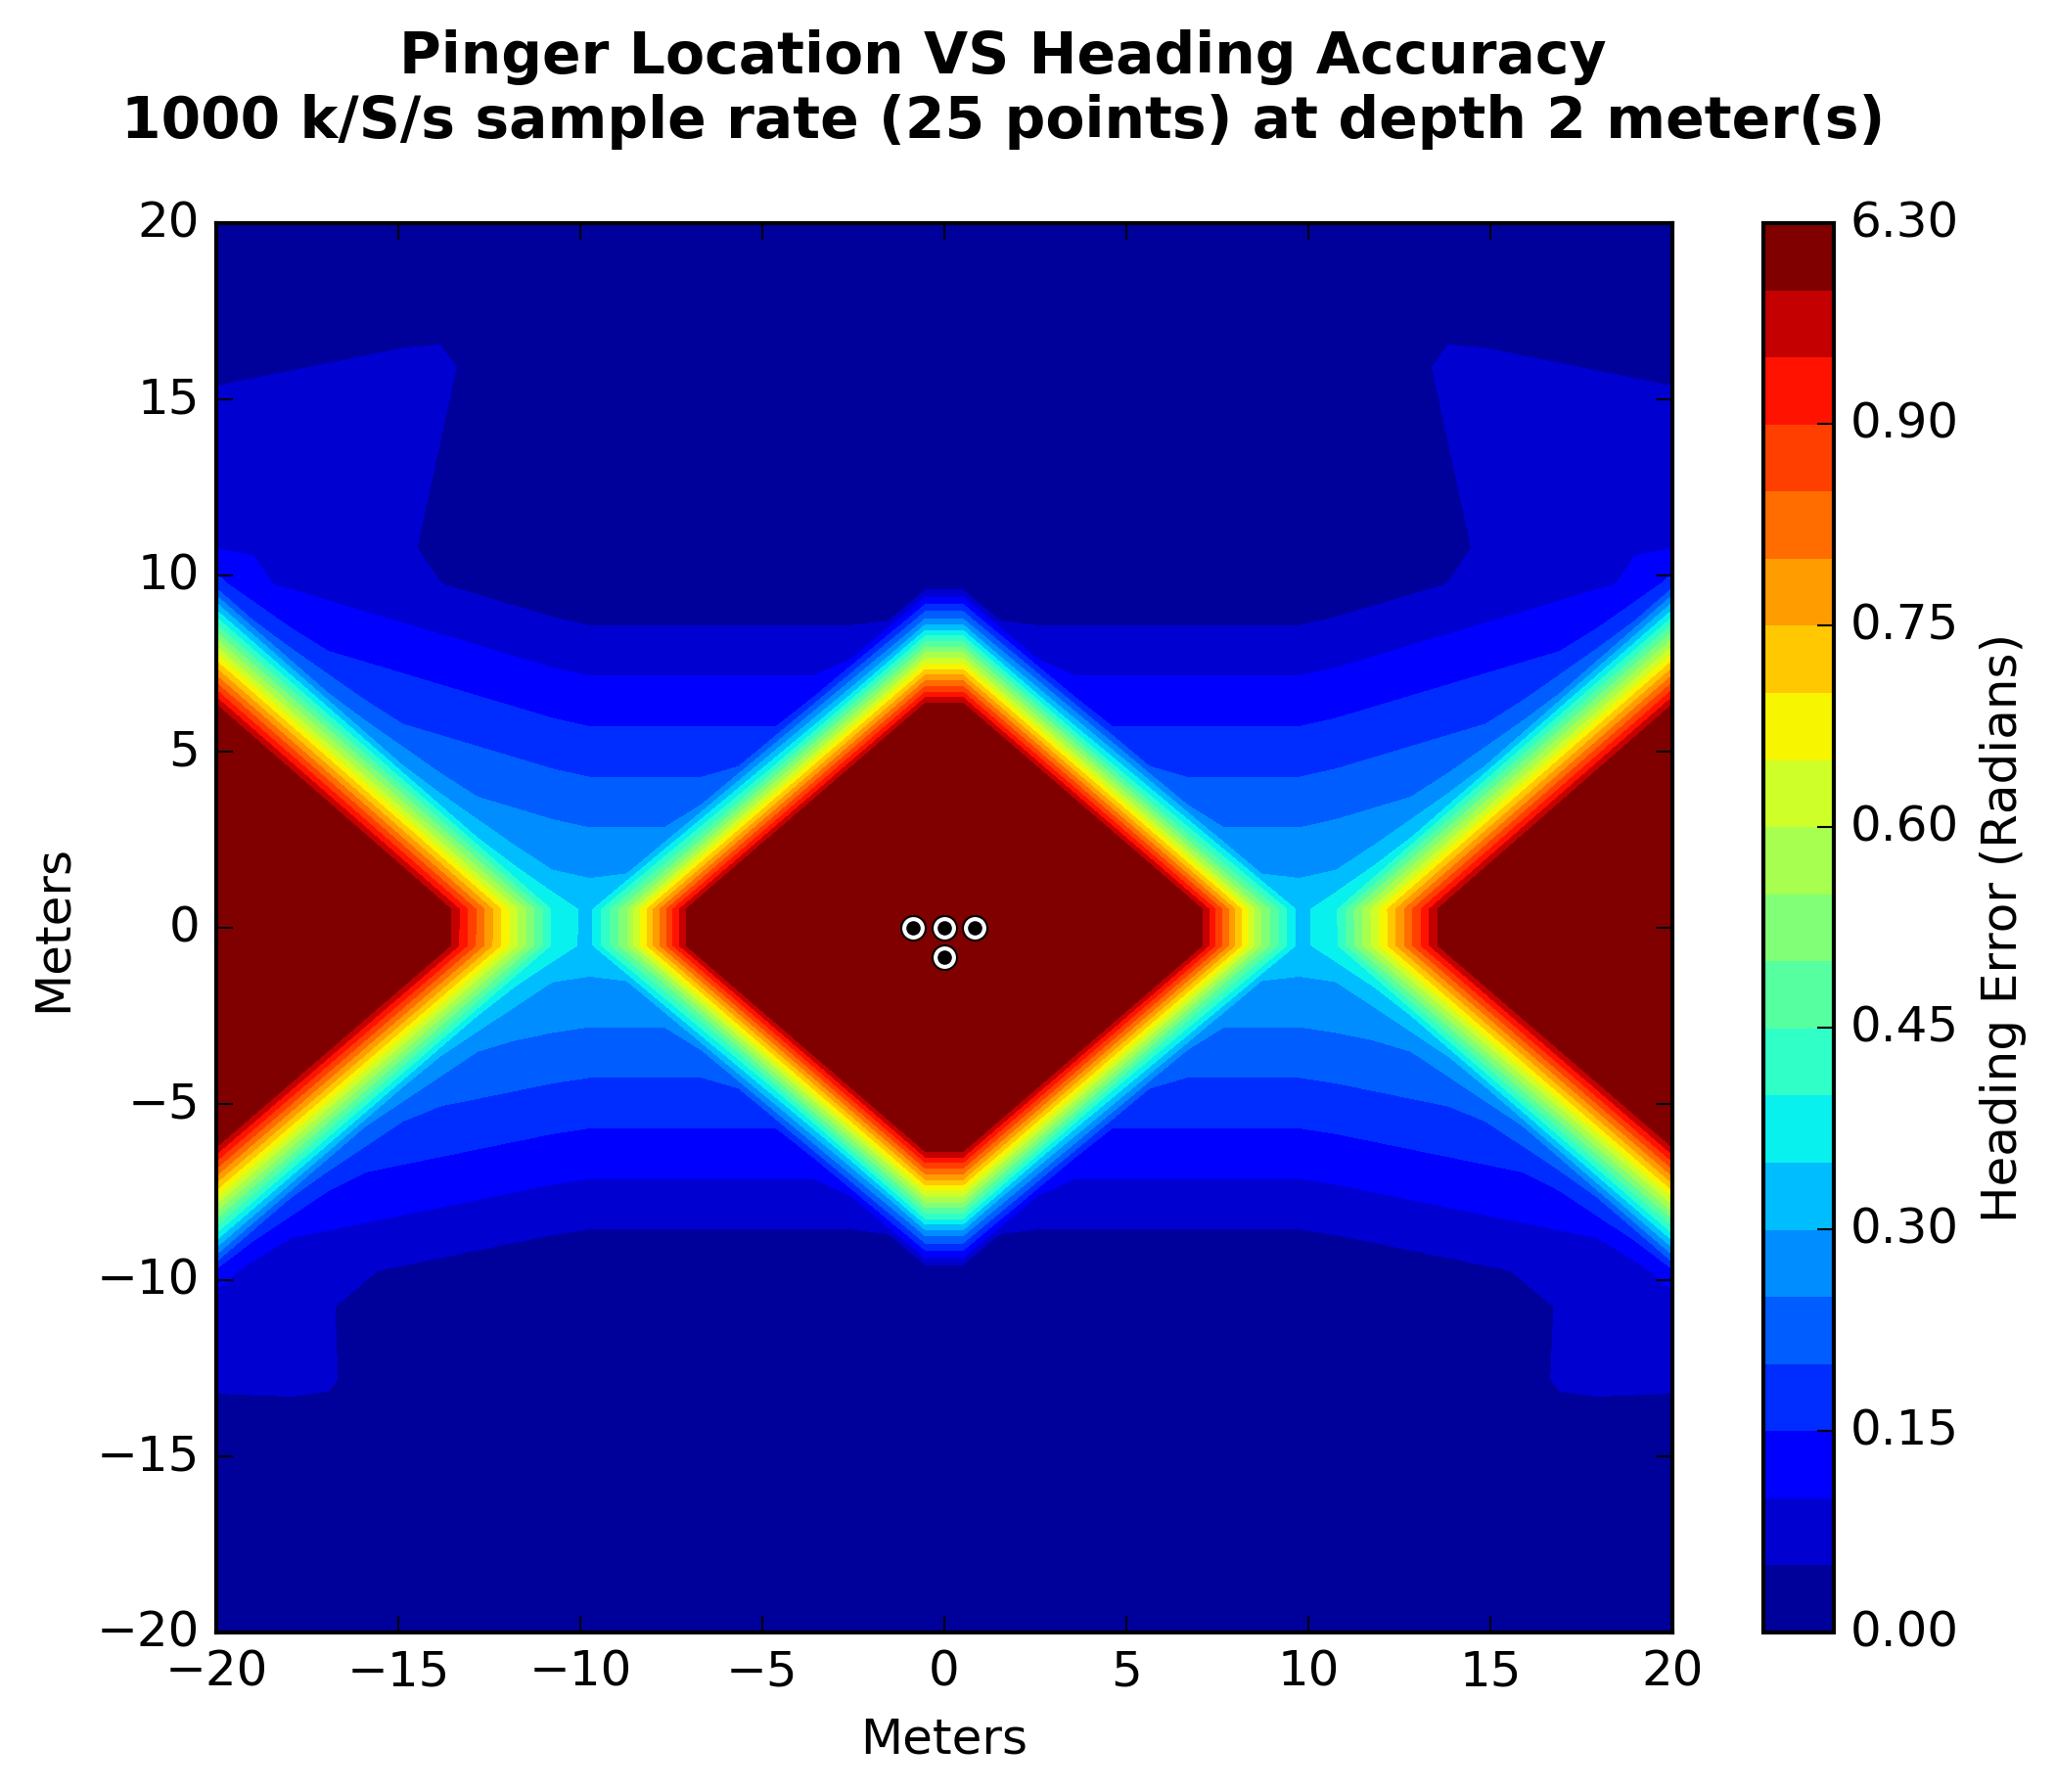 Pinger Location VS Heading Accuracy
1000 k/S/s sample rate (25 points) at depth 2 meter(s)
20
15
10
5
0
−5
−10
−15
−20
Meters
−20 −15 −10 −5 0 5 10 15 20
Meters
6.30
0.90
0.75
0.60
0.45
0.30
0.15
0.00
Heading Error (Radians)